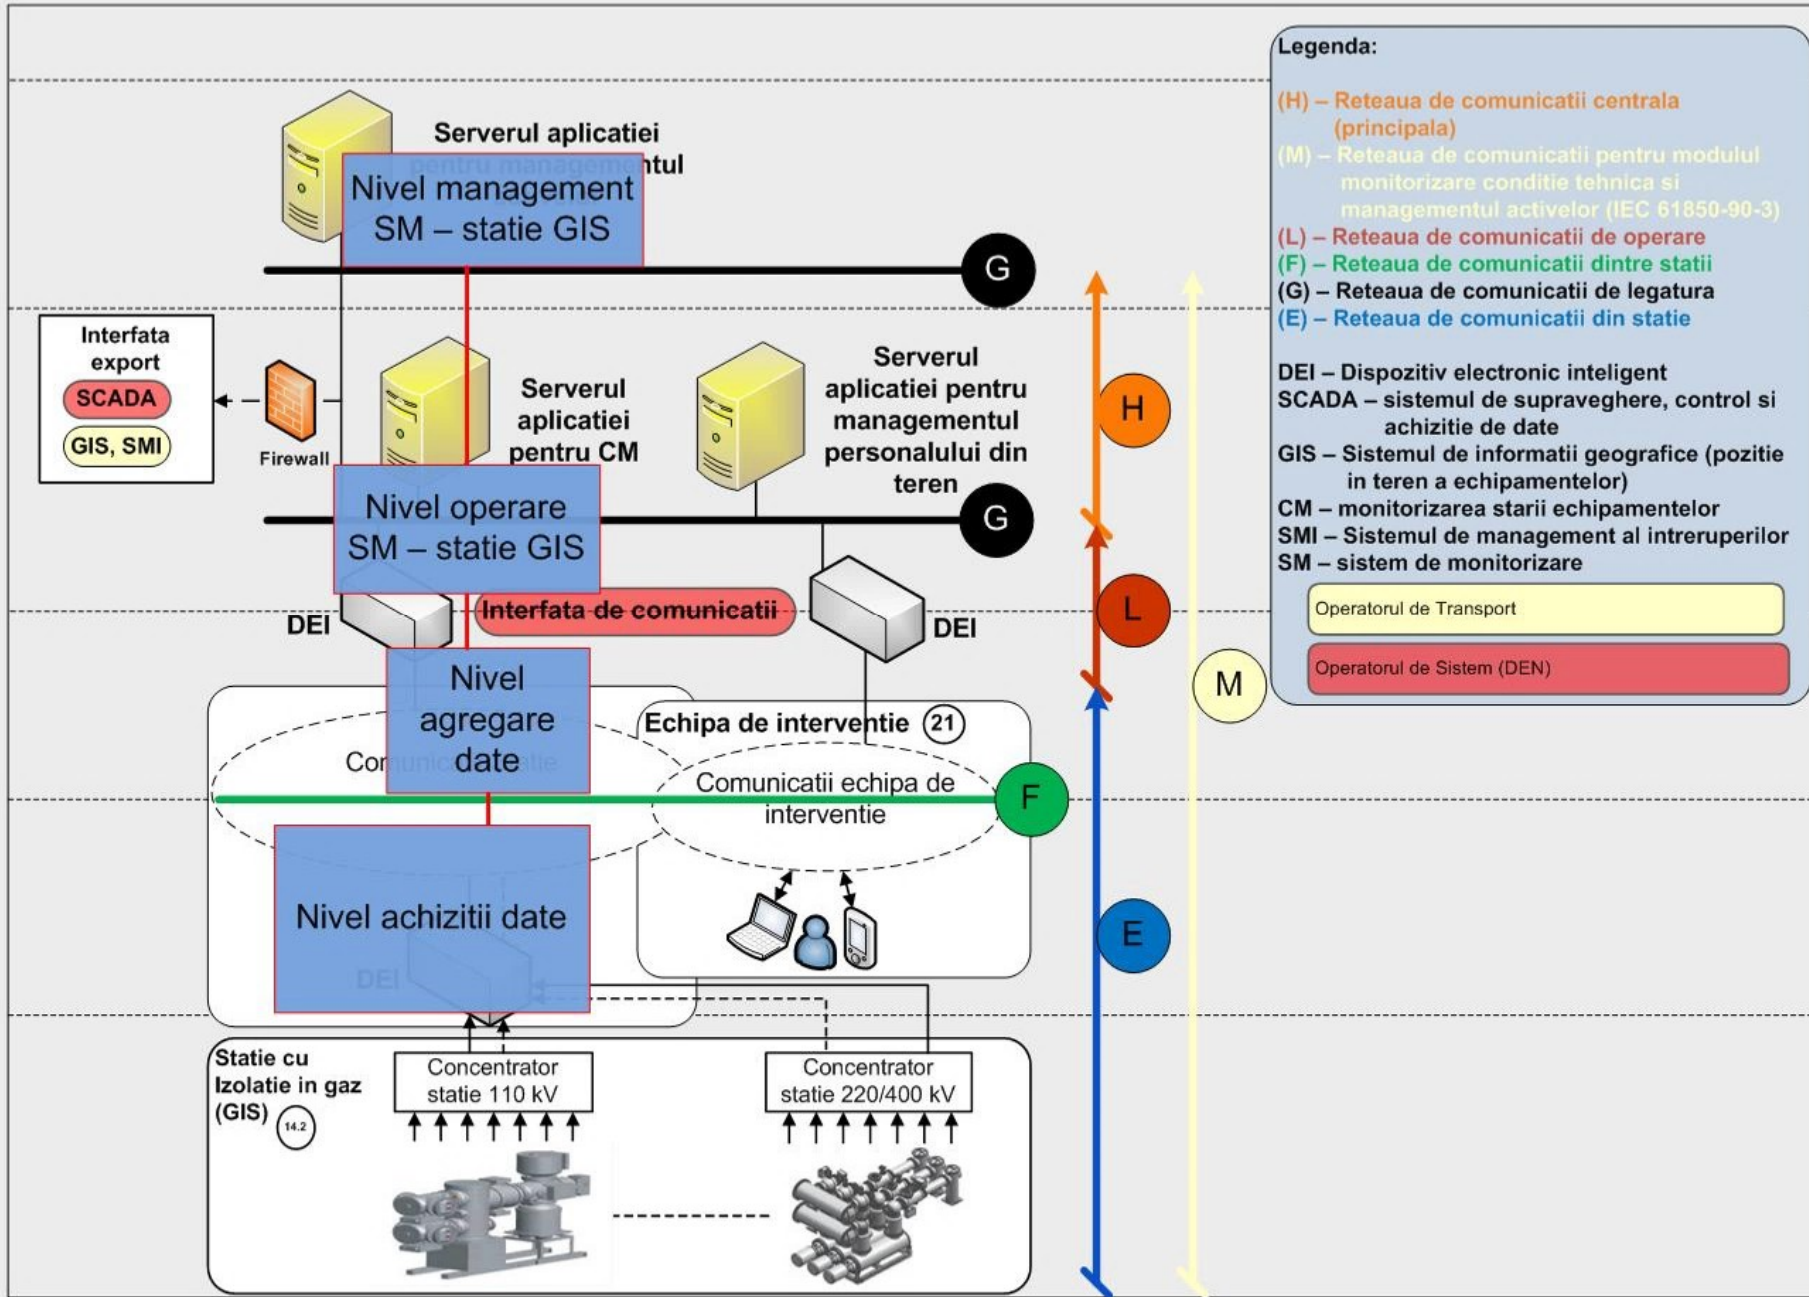 Serverul aplicatiei
pentru managementul
Nivel management
SM – statie GIS
G
Interfata
export
SCADA
GIS, SMI
Firewall
Serverul
aplicatiei
pentru CM
Serverul
aplicatiei pentru
managementul
personalului din
teren
H
Nivel operare
SM – statie GIS
G
DEI
Interfata de comunicatii
DEI
L
M
Nivel
agregare
date
Echipa de interventie 21
Comunicatii echipa de
interventie
F
Nivel achizitii date
DEI
E
Statie cu
Izolatie in gaz
(GIS)
14.2
Concentrator
statie 110 kV
Concentrator
statie 220/400 kV
Legenda:
(H) – Reteaua de comunicatii centrala
(principala)
(M) – Reteaua de comunicatii pentru modulul
monitorizare conditie tehnica si
managementul activelor (IEC 61850-90-3)
(L) – Reteaua de comunicatii de operare
(F) – Reteaua de comunicatii dintre statii
(G) – Reteaua de comunicatii de legatura
(E) – Reteaua de comunicatii din statie
DEI – Dispozitiv electronic inteligent
SCADA – sistemul de supraveghere, control si
achizitie de date
GIS – Sistemul de informatii geografice (pozitie
in teren a echipamentelor)
CM – monitorizarea starii echipamentelor
SMI – Sistemul de management al intreruperilor
SM – sistem de monitorizare
Operatorul de Transport
Operatorul de Sistem (DEN)